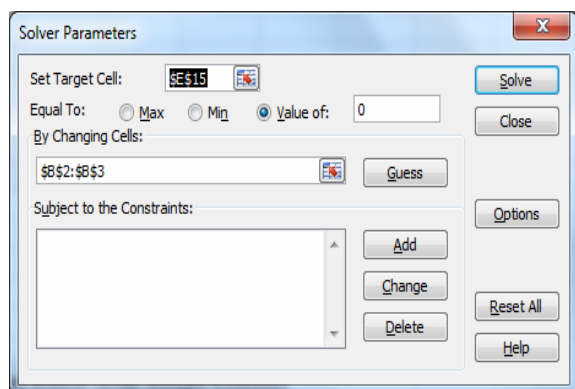 Solver Parameters
X
Set Target Cell: $E$15
Solve
Equal To: Max Min Value of: 0
Close
By Changing Cells:
$B$2:$B$3
Guess
Subject to the Constraints:
Options
Add
Change
Reset All
Delete
Help